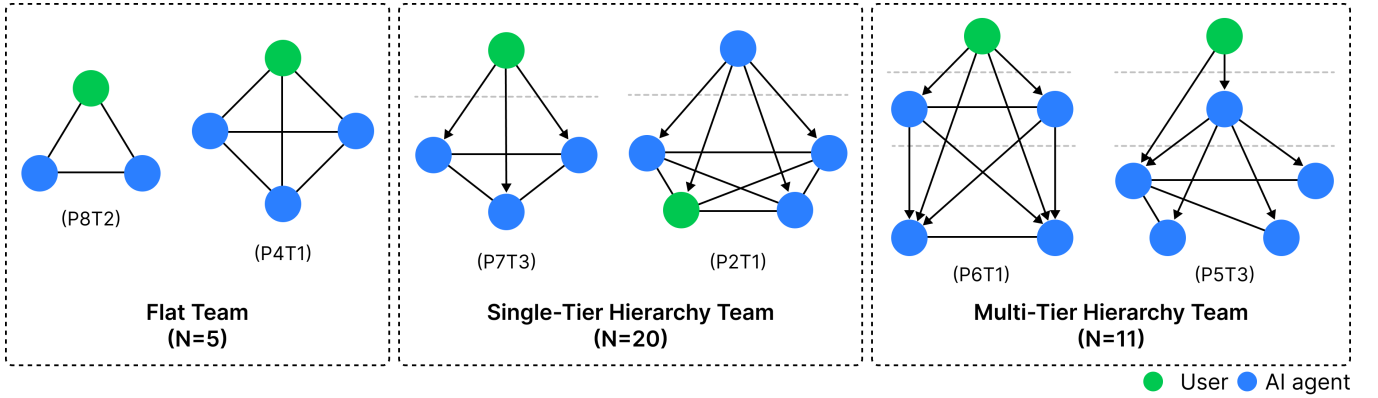 (P8T2)
(P4T1)
Flat Team
(N=5)
(P7T3)
(P2T1)
Single-Tier Hierarchy Team
(N=20)
(P6T1)
(P5T3)
Multi-Tier Hierarchy Team
(N=11)
User
AI agent